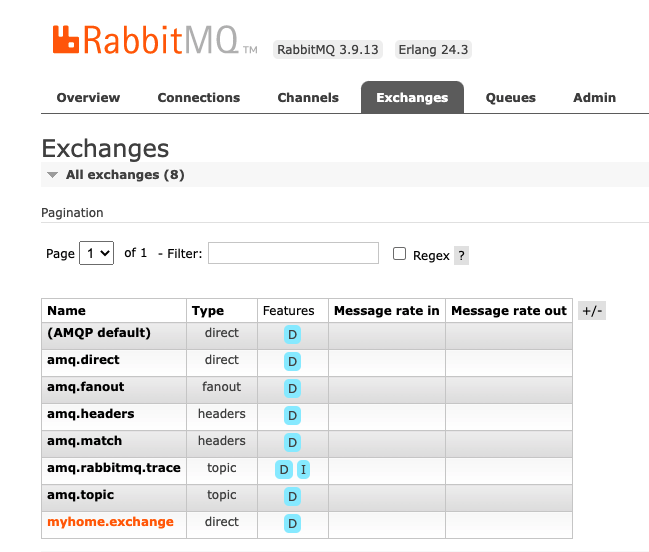 RabbitMQ TM RabbitMQ 3.9.13 Erlang 24.3
Overview Connections Channels Exchanges Queues Admin
Exchanges
All exchanges (8)
Pagination
Page 1 of 1 - Filter: Regex ?
Name Type Features Message rate in Message rate out +/-
(AMQP default) direct D
amq.direct direct D
amq.fanout fanout D
amq.headers headers D
amq.match headers D
amq.rabbitmq.trace topic D I
amq.topic topic D
myhome.exchange direct D